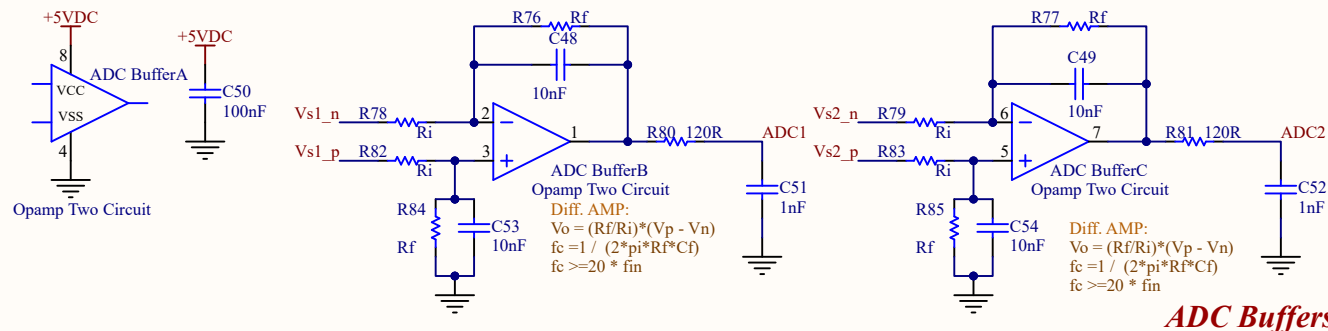 +5VDC
8
VCC
VSS
4
ADC BufferA
Opamp Two Circuit
+5VDC
C50
100nF
R76
Rf
C48
10nF
Vs1_n
R78
Ri
2
Vs1_p
R82
Ri
3
1
R80
120R
ADC1
ADC BufferB
Opamp Two Circuit
C51
1nF
R84
Rf
C53
10nF
Diff. AMP:
Vo = (Rf/Ri)*(Vp - Vn)
fc =1 / (2*pi*Rf*Cf)
fc >=20 * fin
R77
Rf
C49
10nF
Vs2_n
R79
Ri
6
Vs2_p
R83
Ri
5
7
R81
120R
ADC2
ADC BufferC
Opamp Two Circuit
C52
1nF
R85
Rf
C54
10nF
Diff. AMP:
Vo = (Rf/Ri)*(Vp - Vn)
fc =1 / (2*pi*Rf*Cf)
fc >=20 * fin
ADC Buffers